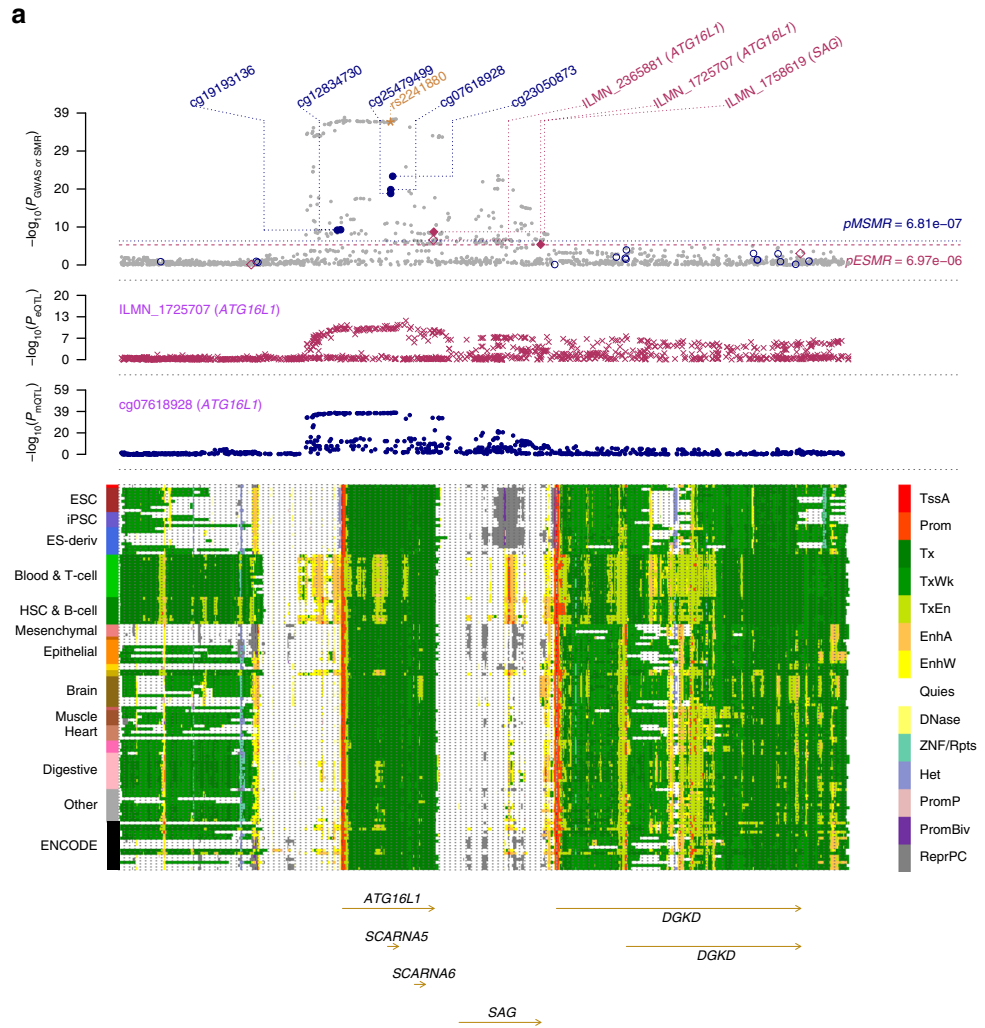 a
cg19193136
cg12834730
cg25479499
rs2241880
cg07618928
cg23050873
ILMN_2365881 (ATG16L1)
ILMN_1725707 (ATG16L1)
ILMN_1758619 (SAG)
−log10(PGWAS or SMR)
39
29
20
10
0
pMSMR = 6.81e−07
pESMR = 6.97e−06
−log10(PeQTL)
20
13
7
0
ILMN_1725707 (ATG16L1)
−log10(PmQTL)
59
39
20
0
cg07618928 (ATG16L1)
ESC
iPSC
ES-deriv
Blood & T-cell
HSC & B-cell
Mesenchymal
Epithelial
Brain
Muscle
Heart
Digestive
Other
ENCODE
TssA
Prom
Tx
TxWk
TxEn
EnhA
EnhW
Quies
DNase
ZNF/Rpts
Het
PromP
PromBiv
ReprPC
ATG16L1
DGKD
SCARNA5
DGKD
SCARNA6
SAG